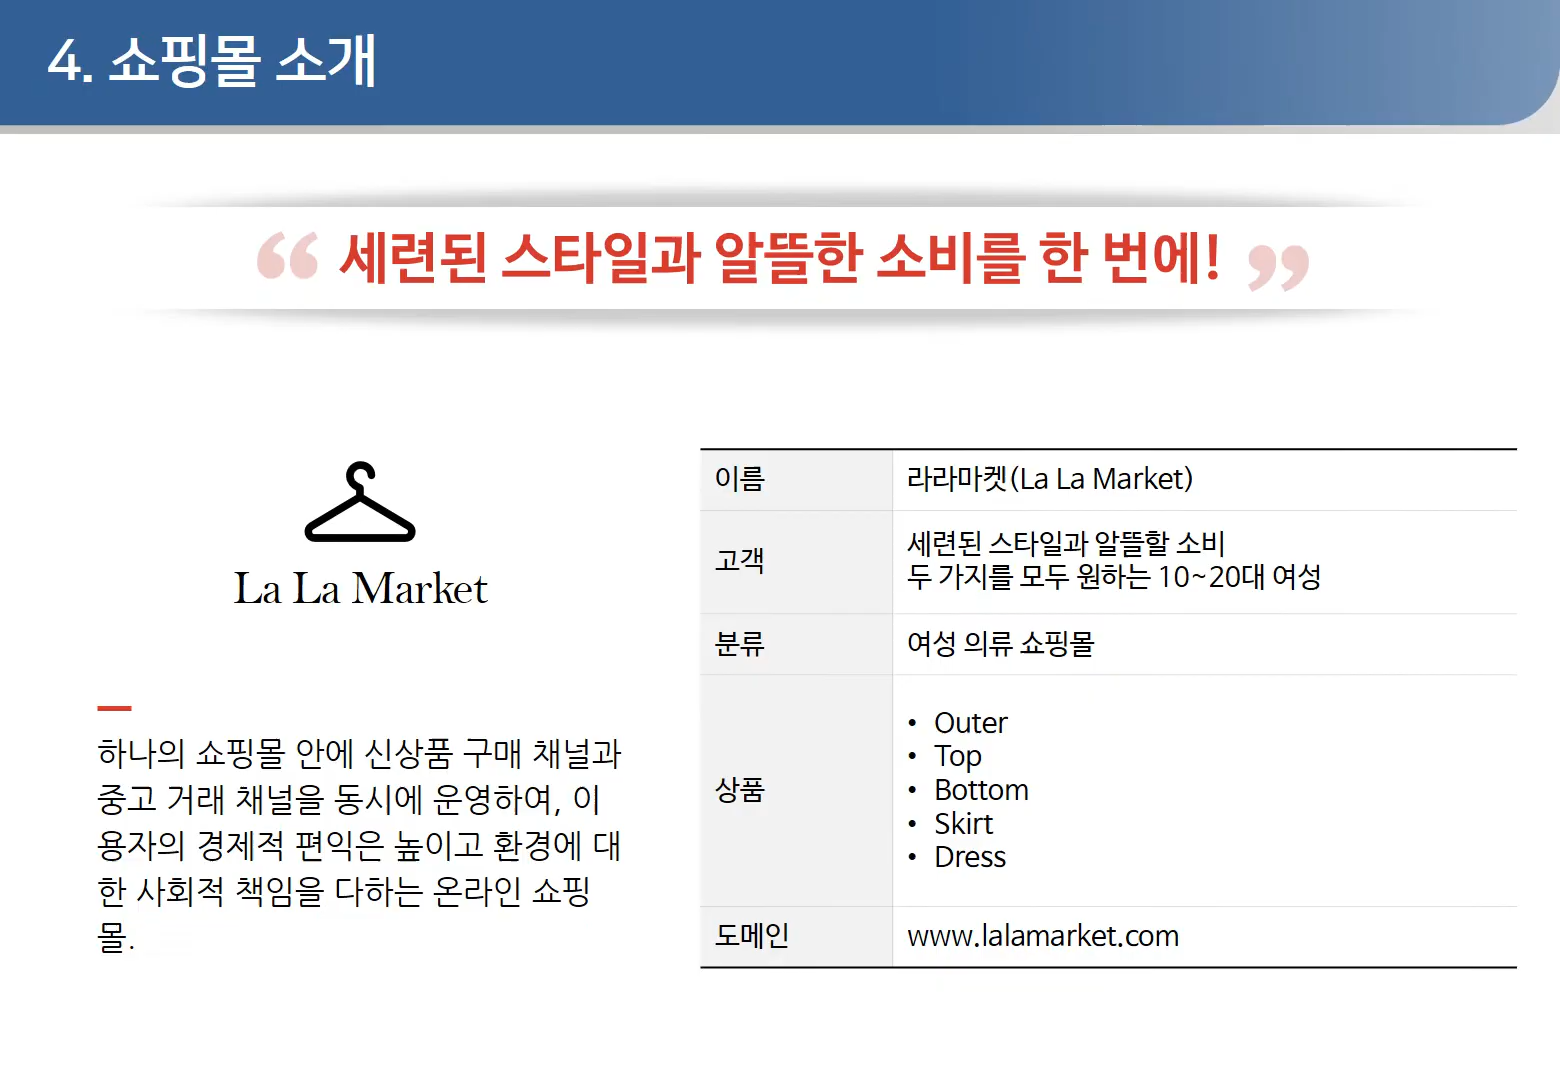 4. 쇼핑몰 소개
“ 세련된 스타일과 알뜰한 소비를 한 번에! ”
La La Market
하나의 쇼핑몰 안에 신상품 구매 채널과
중고 거래 채널을 동시에 운영하여, 이
용자의 경제적 편익은 높이고 환경에 대
한 사회적 책임을 다하는 온라인 쇼핑
몰.
이름 라라마켓(La La Market)
고객 세련된 스타일과 알뜰할 소비
두 가지를 모두 원하는 10~20대 여성
분류 여성 의류 쇼핑몰
상품
• Outer
• Top
• Bottom
• Skirt
• Dress
도메인 www.lalamarket.com